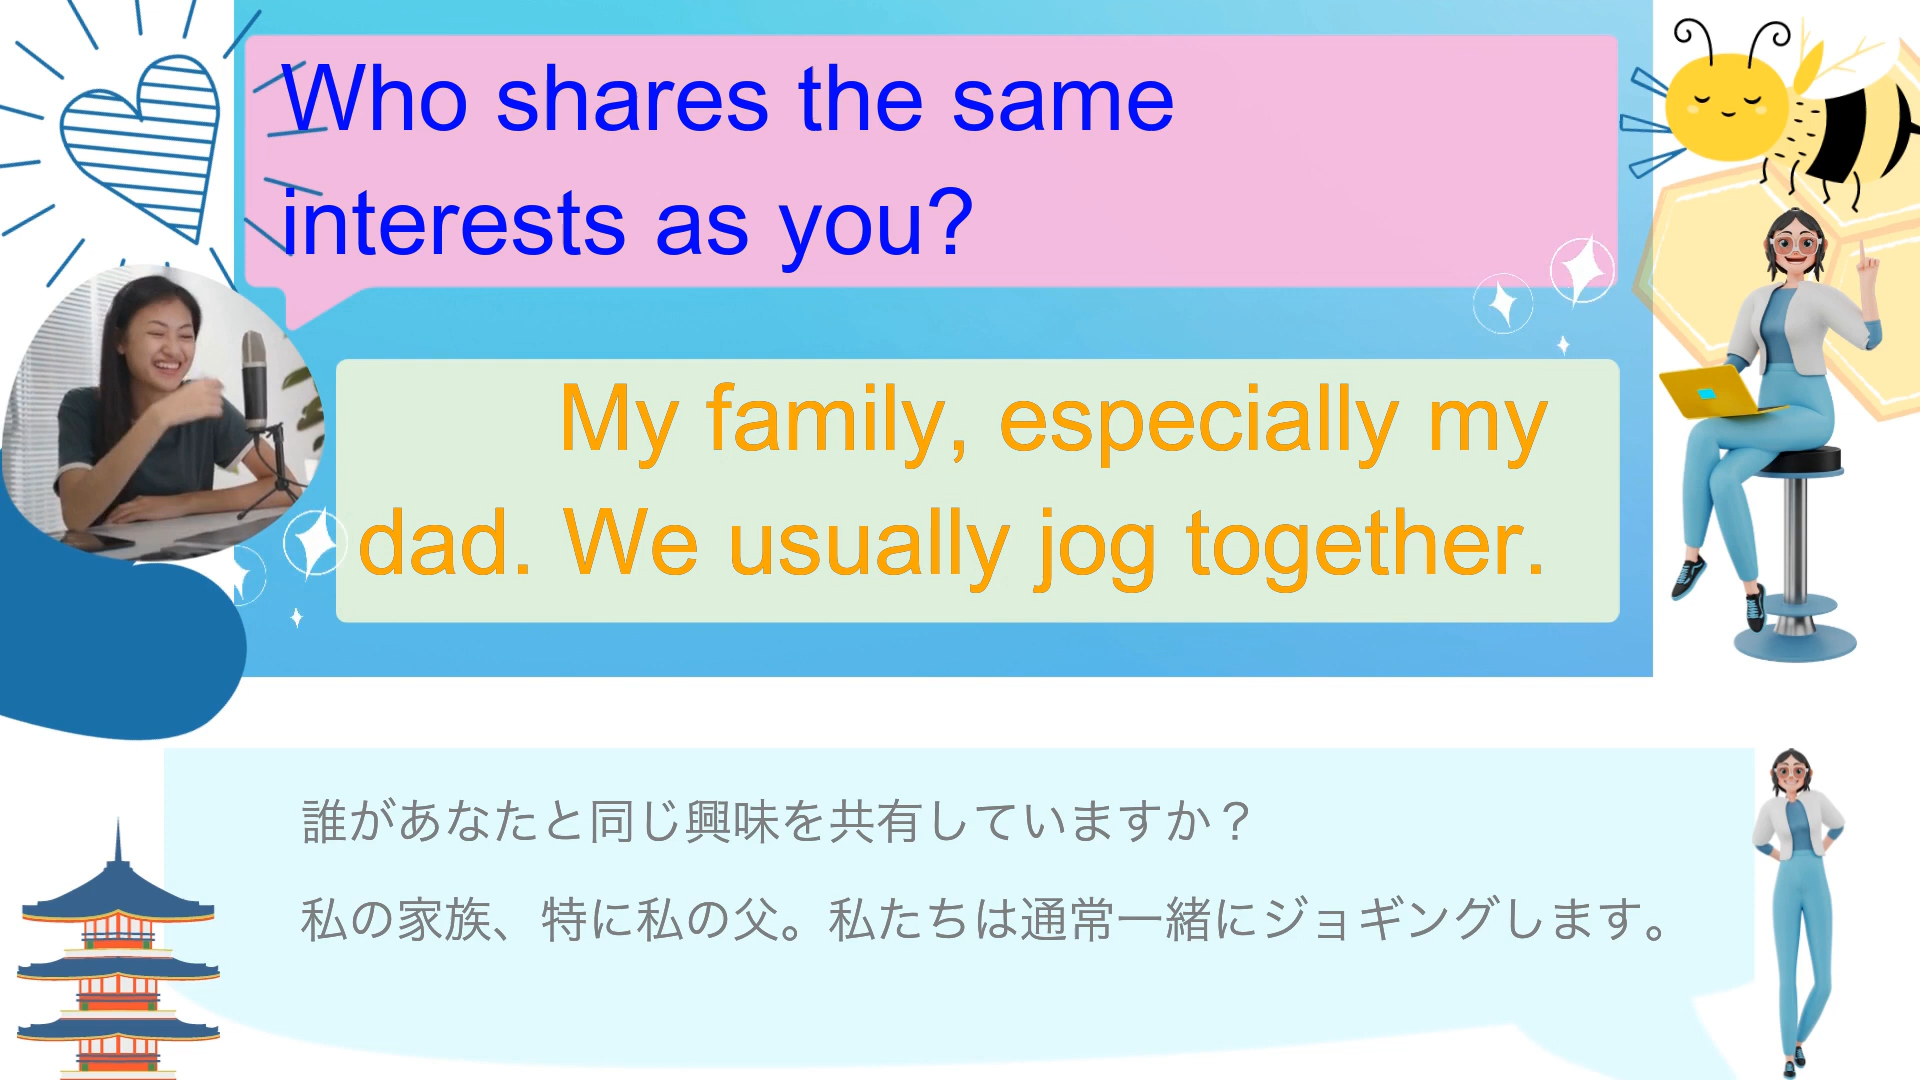 Who shares the same
interests as you?
My family, especially my
dad. We usually jog together.
誰があなたと同じ興味を共有していますか？
私の家族、特に私の父。私たちは通常一緒にジョギングします。